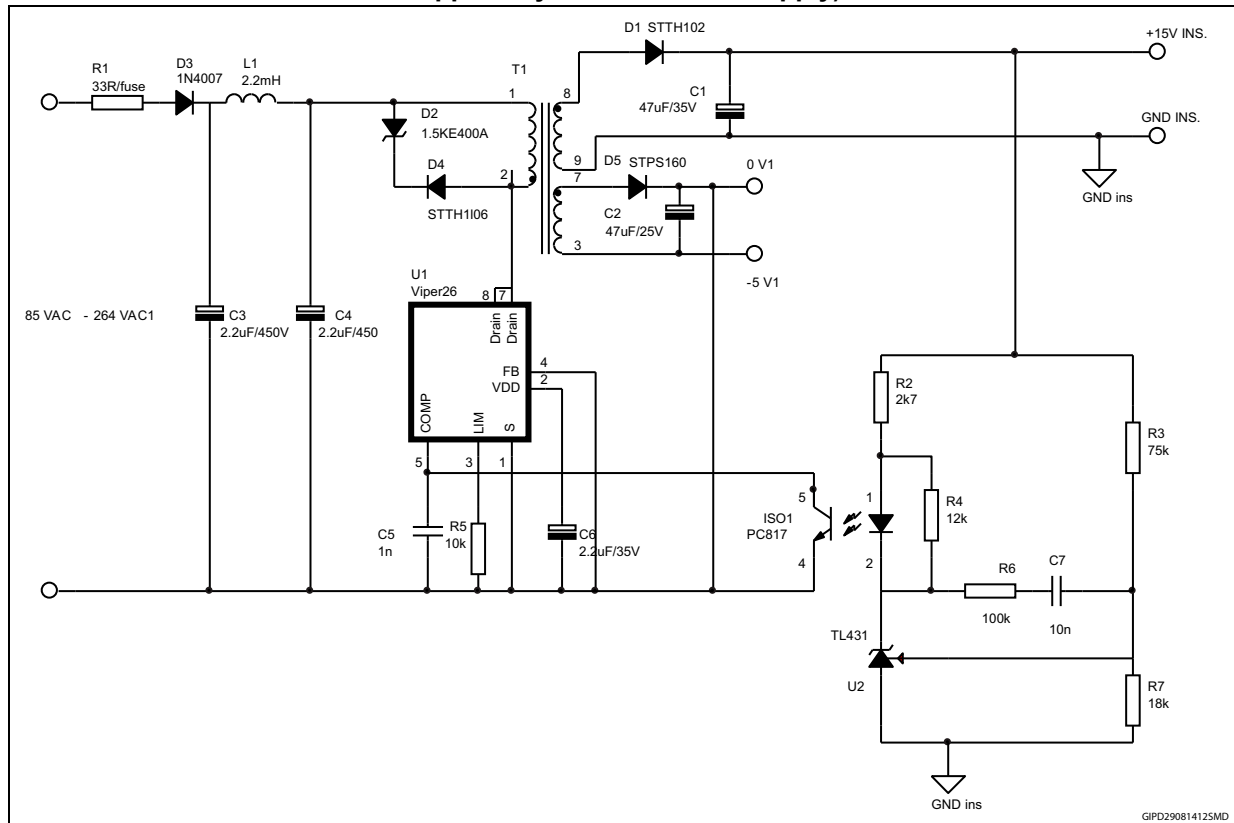 D1 STTH102
+15V INS.
R1
33R/fuse
D3
1N4007
L1
2.2mH
T1
1
8
C1
47uF/35V
D2
1.5KE400A
GND INS.
9
D5
STPS160
0 V1
D4
2
7
GND ins
STTH1I06
C2
47uF/25V
3
-5 V1
U1
Viper26
8
7
Drain
Drain
85 VAC - 264 VAC1
C3
2.2uF/450V
C4
2.2uF/450
FB
VDD
4
2
COMP
LIM
S
R2
2k7
R3
75k
5
3
1
5
1
R4
12k
ISO1
PC817
C5
1n
R5
10k
C6
2.2uF/35V
4
2
R6
C7
100k
10n
TL431
U2
R7
18k
GND ins
GIPD29081412SMD